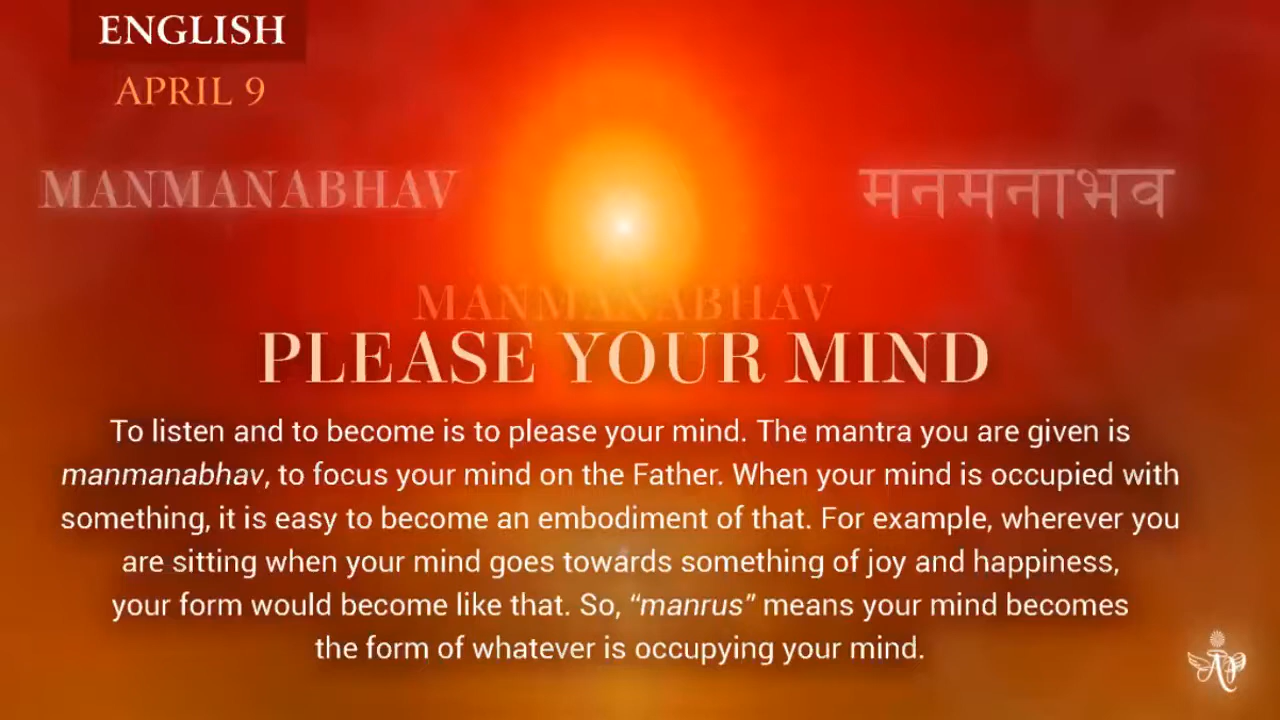 ENGLISH
APRIL 9
MANMANABHAV
मनमनाभव
MANMANABHAV
PLEASE YOUR MIND
To listen and to become is to please your mind. The mantra you are given is
manmanabhav, to focus your mind on the Father. When your mind is occupied with
something, it is easy to become an embodiment of that. For example, wherever you
are sitting when your mind goes towards something of joy and happiness,
your form would become like that. So, “manrus” means your mind becomes
the form of whatever is occupying your mind.